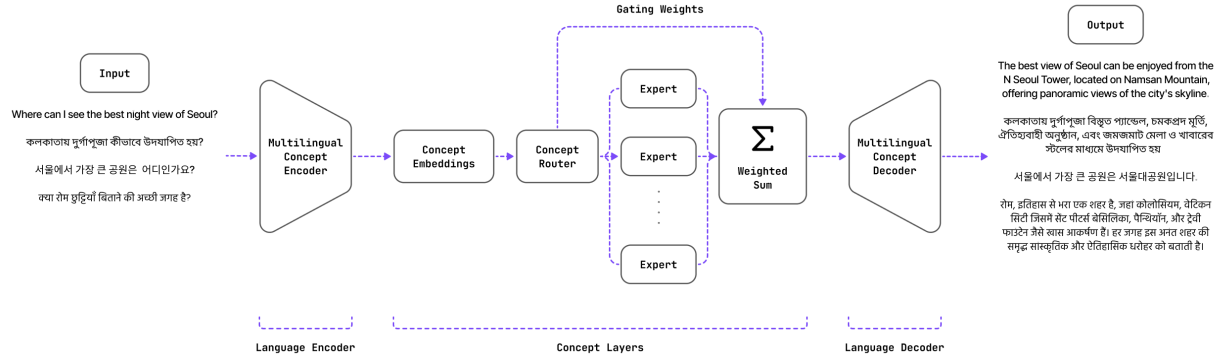 Gating Weights
Input
Where can I see the best night view of Seoul?
কলকাতায় দুর্গাপূজা কীভাবে উদযাপিত হয়?
서울에서 가장 큰 공원은 어디인가요?
क्या रोम छुट्टियाँ बिताने की अच्छी जगह है?
Multilingual
Concept
Encoder
Concept
Embeddings
Concept
Router
Expert
Expert
Expert
Σ
Weighted
Sum
Multilingual
Concept
Decoder
Output
The best view of Seoul can be enjoyed from the
N Seoul Tower, located on Namsan Mountain,
offering panoramic views of the city's skyline.
কলকাতায় দুর্গাপূজা বিস্তৃত প্যান্ডেল, চমকপ্রদ মূর্তি,
ঐতিহ্যবাহী অনুষ্ঠান, এবং জমজমাট মেলা ও খাবারের
স্টলের মাধ্যমে উদযাপিত হয়
서울에서 가장 큰 공원은 서울대공원입니다.
रोम, इतिहास से भरा एक शहर है, जहा कोलोसियम, वेटिकन
सिटी जिसमें सेंट पीटर्स बेसिलिका, पैन्थियॉन, और ट्रेवी
फाउटेन जैसे खास आकर्षण हैं। हर जगह इस अनंत शहर की
समृद्ध सांस्कृतिक और ऐतिहासिक धरोहर को बताती है।
Language Encoder
Concept Layers
Language Decoder